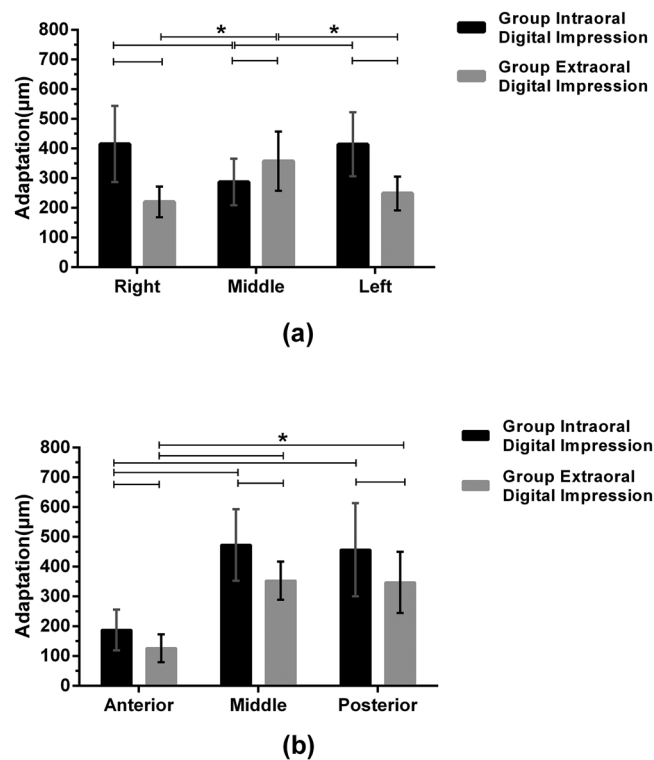 * *
Group Intraoral
Digital Impression
Group Extraoral
Digital Impression
Adaptation(µm)
800
700
600
500
400
300
200
100
0
Right Middle Left
(a)
*
Group Intraoral
Digital Impression
Group Extraoral
Digital Impression
Adaptation(µm)
800
700
600
500
400
300
200
100
0
Anterior Middle Posterior
(b)